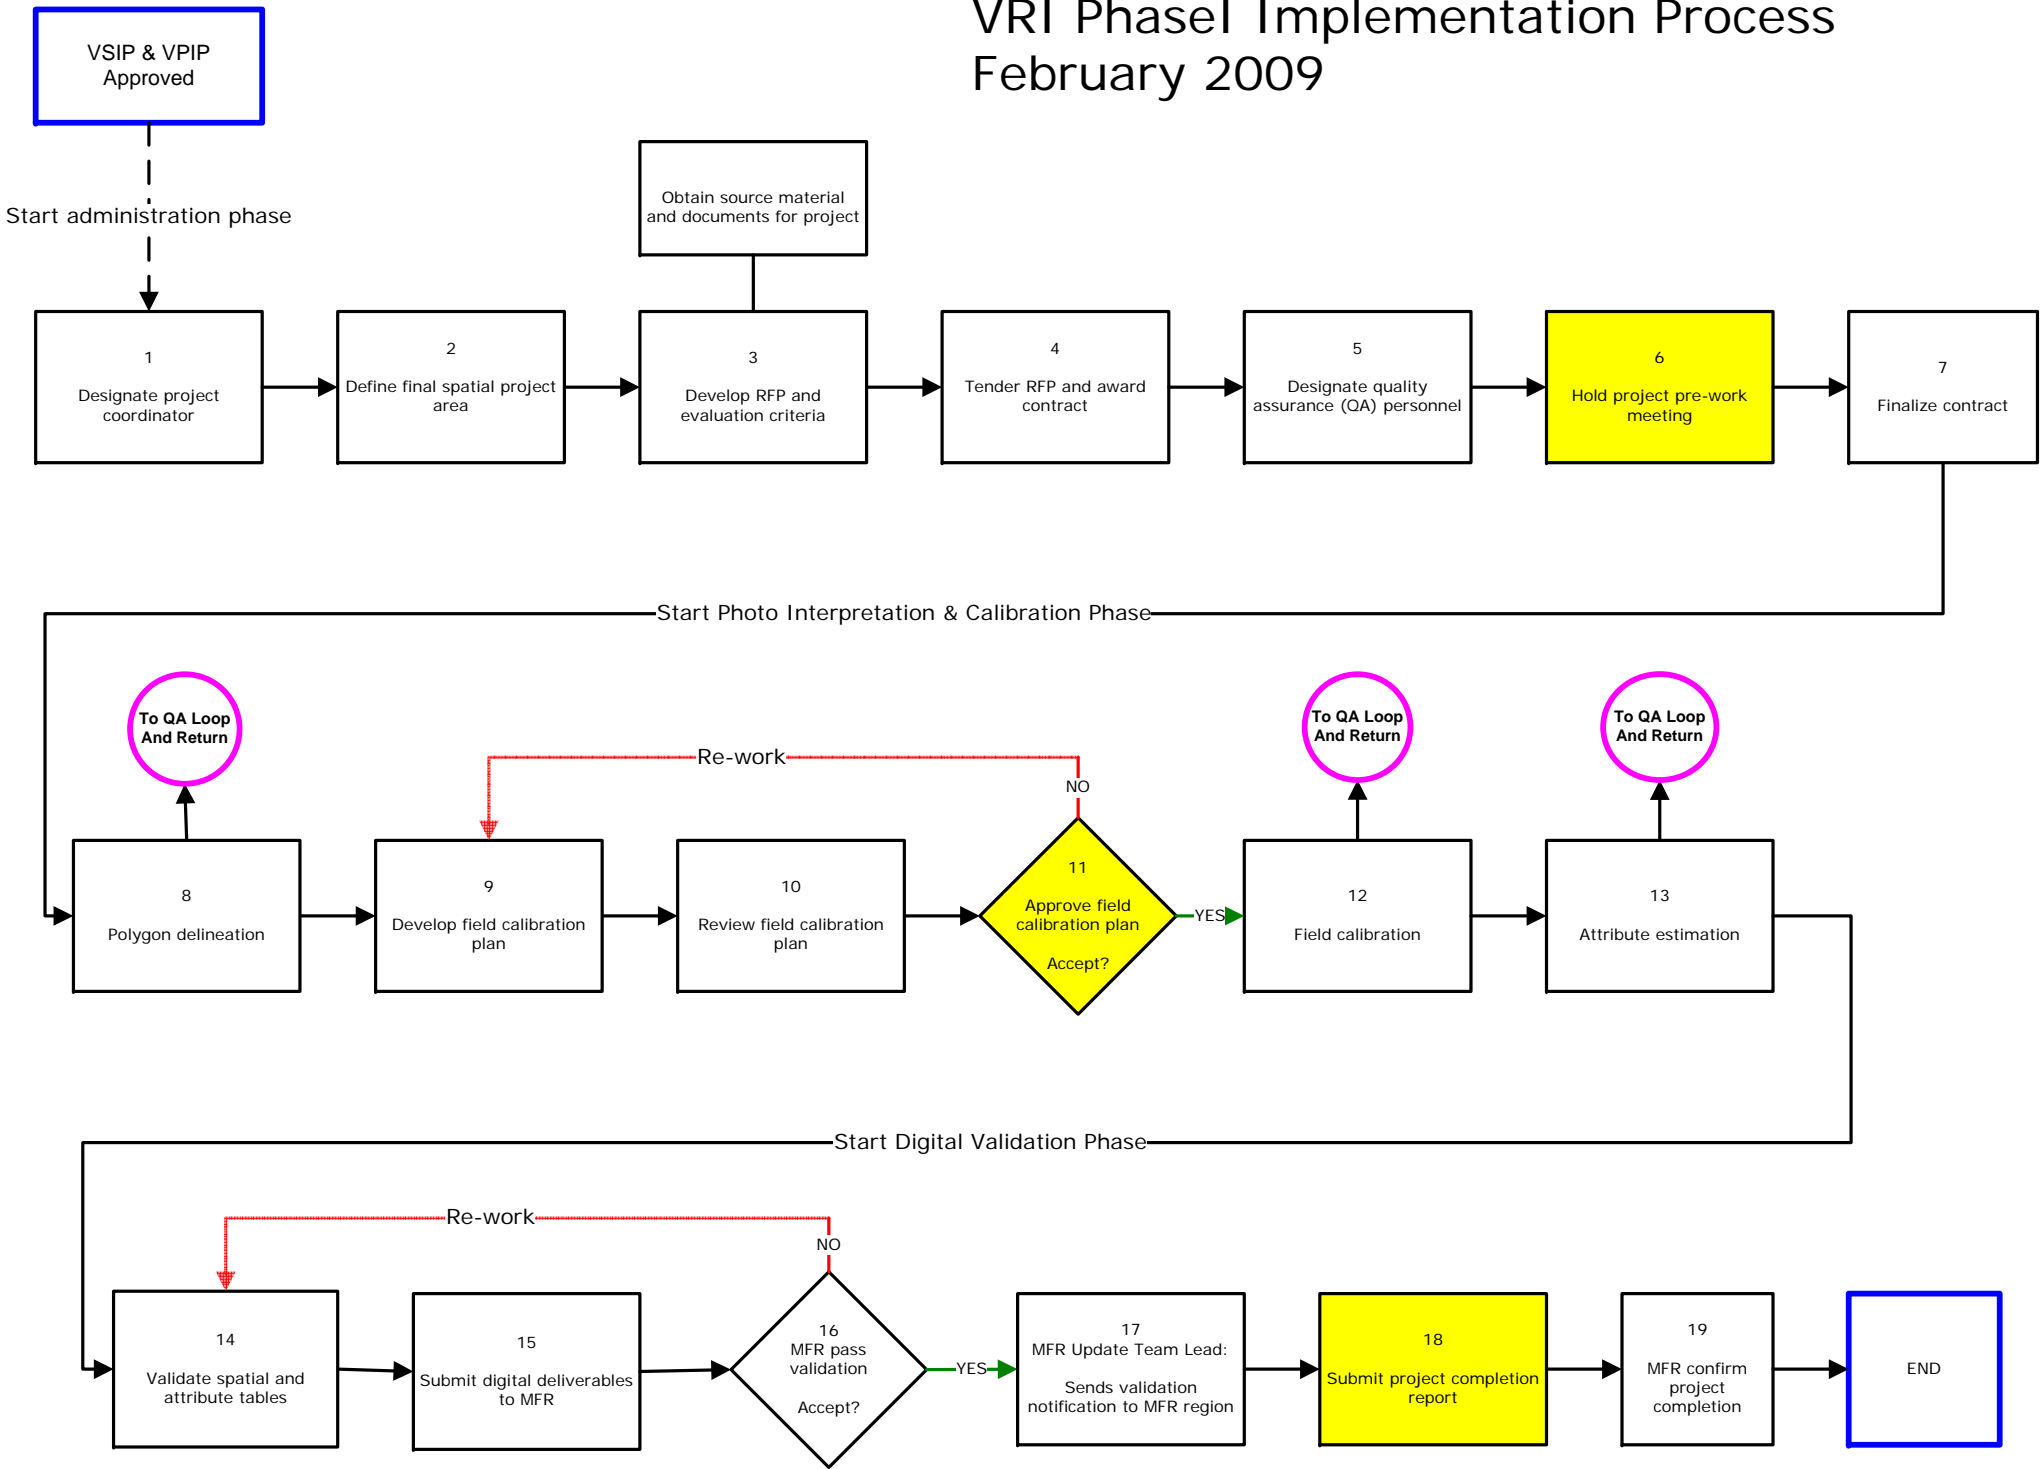 VRI PhaseI Implementation Process
February 2009
VSIP & VPIP
Approved
Start administration phase
Obtain source material
and documents for project
1
Designate project
coordinator
2
Define final spatial project
area
3
Develop RFP and
evaluation criteria
4
Tender RFP and award
contract
5
Designate quality
assurance (QA) personnel
6
Hold project pre-work
meeting
7
Finalize contract
Start Photo Interpretation & Calibration Phase
To QA Loop
And Return
To QA Loop
And Return
To QA Loop
And Return
Re-work
NO
8
Polygon delineation
9
Develop field calibration
plan
10
Review field calibration
plan
11
Approve field
calibration plan
Accept?
YES
12
Field calibration
13
Attribute estimation
Start Digital Validation Phase
Re-work
NO
14
Validate spatial and
attribute tables
15
Submit digital deliverables
to MFR
16
MFR pass
validation
Accept?
YES
17
MFR Update Team Lead:
Sends validation
notification to MFR region
18
Submit project completion
report
19
MFR confirm
project
completion
END